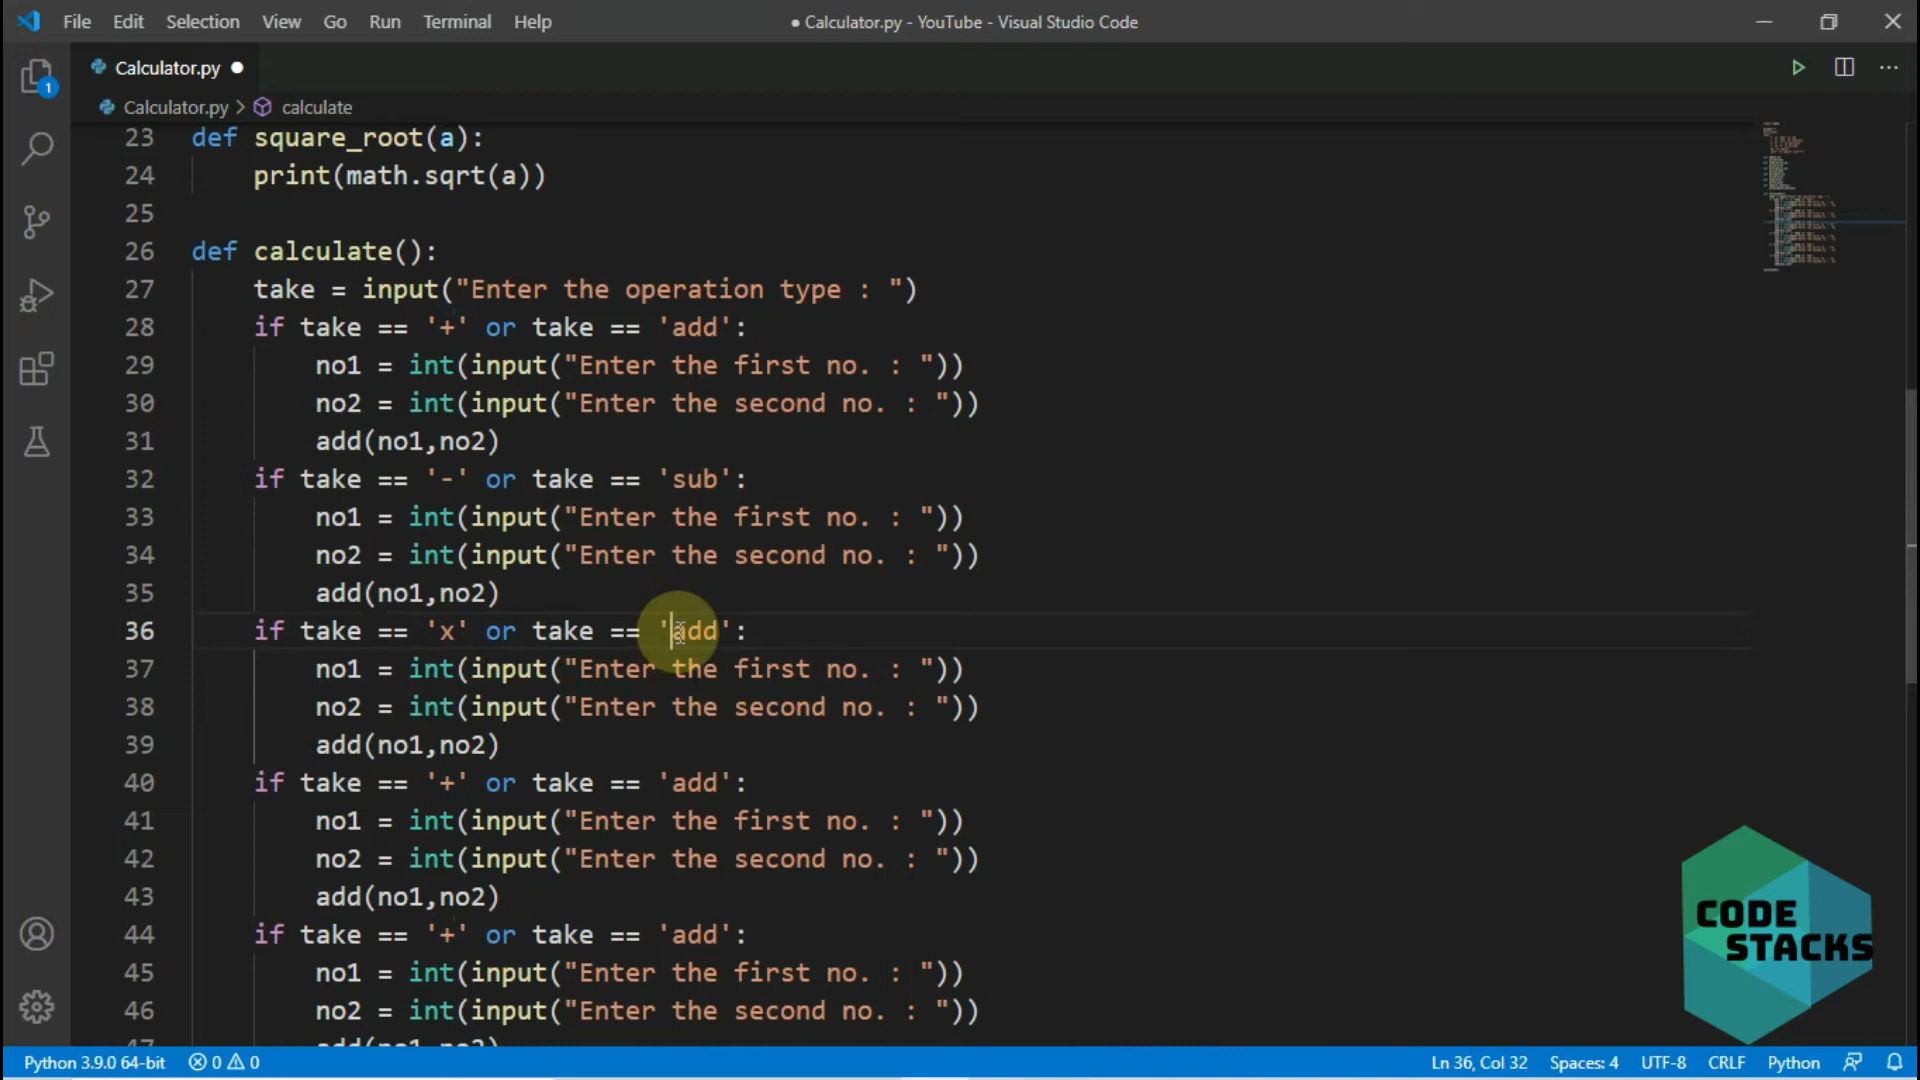 File Edit Selection View Go Run Terminal Help ● Calculator.py - YouTube - Visual Studio Code
Calculator.py ●
1
Calculator.py > calculate
23 def square_root(a):
24     print(math.sqrt(a))
25
26 def calculate():
27     take = input("Enter the operation type : ")
28     if take == '+' or take == 'add':
29         no1 = int(input("Enter the first no. : "))
30         no2 = int(input("Enter the second no. : "))
31         add(no1,no2)
32     if take == '-' or take == 'sub':
33         no1 = int(input("Enter the first no. : "))
34         no2 = int(input("Enter the second no. : "))
35         add(no1,no2)
36     if take == 'x' or take == 'add':
37         no1 = int(input("Enter the first no. : "))
38         no2 = int(input("Enter the second no. : "))
39         add(no1,no2)
40     if take == '+' or take == 'add':
41         no1 = int(input("Enter the first no. : "))
42         no2 = int(input("Enter the second no. : "))
43         add(no1,no2)
44     if take == '+' or take == 'add':
45         no1 = int(input("Enter the first no. : "))
46         no2 = int(input("Enter the second no. : "))
47         add(no1,no2)
CODE
STACKS
Python 3.9.0 64-bit 0 0 Ln 36, Col 32 Spaces: 4 UTF-8 CRLF Python